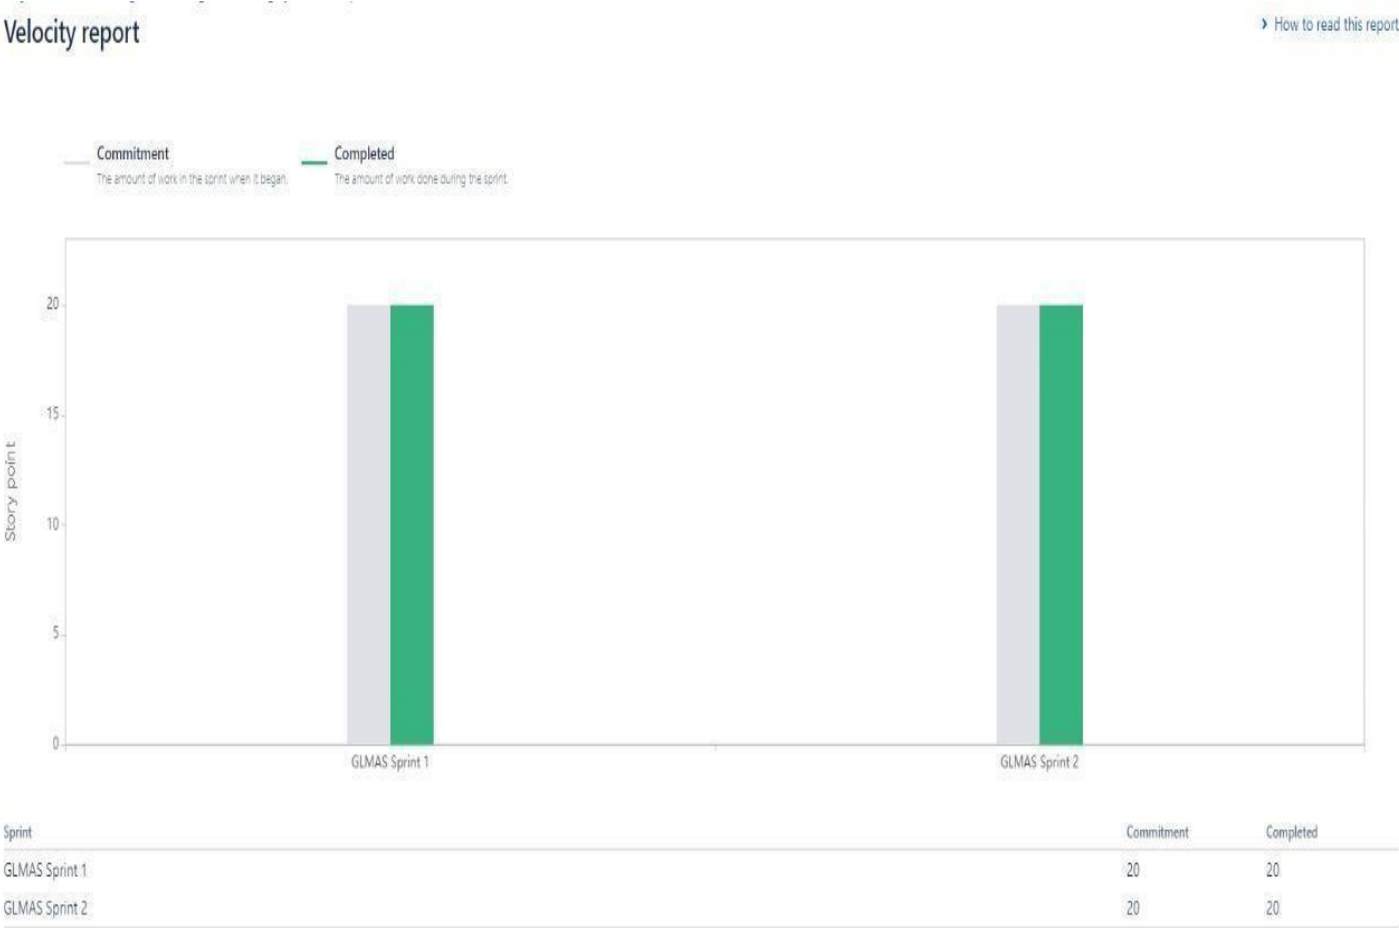 Velocity report
How to read this report
Commitment
The amount of work in the sprint when it began.
Completed
The amount of work done during the sprint.
Story point
20
15
10
5
0
GLMAS Sprint 1
GLMAS Sprint 2
Sprint Commitment Completed
GLMAS Sprint 1 20 20
GLMAS Sprint 2 20 20